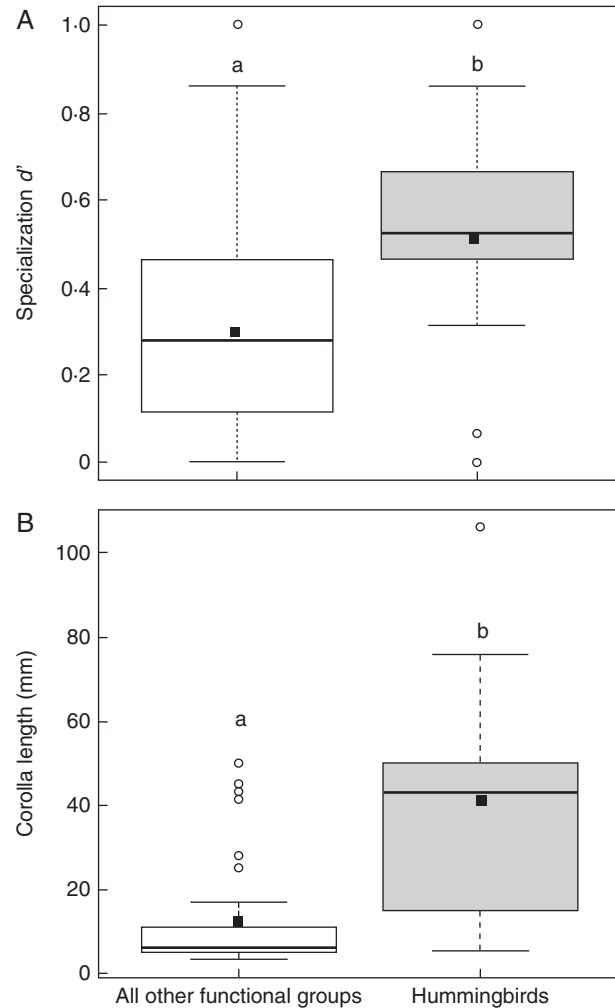 A
Specialization d'
1·0
0·8
0·6
0·4
0·2
0
a
b
B
Corolla length (mm)
100
80
60
40
20
0
a
b
All other functional groups
Hummingbirds